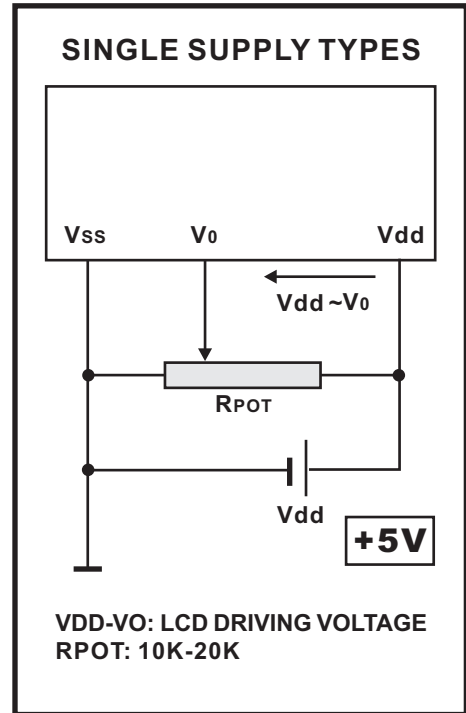 SINGLE SUPPLY TYPES
Vss V0 Vdd
Vdd ~V0
RPOT
Vdd
+5V
VDD-VO: LCD DRIVING VOLTAGE
RPOT: 10K-20K